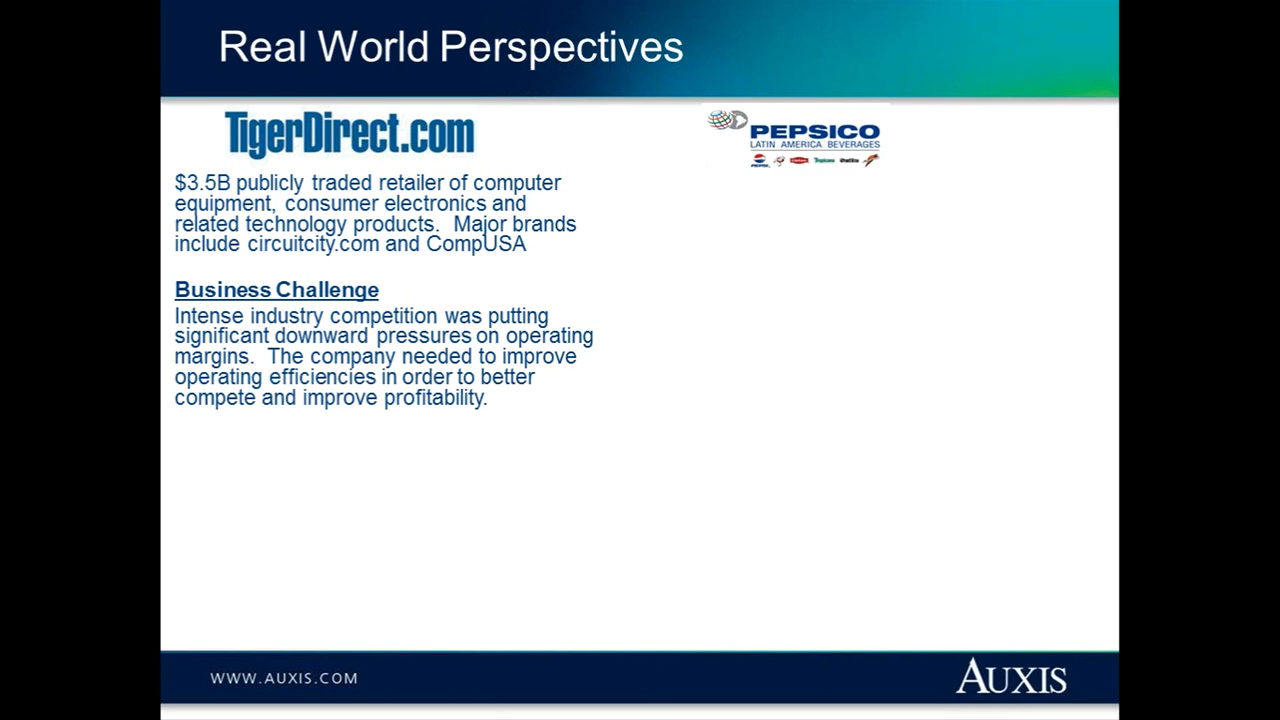 Real World Perspectives
TigerDirect.com
$3.5B publicly traded retailer of computer
equipment, consumer electronics and
related technology products.  Major brands
include circuitcity.com and CompUSA
Business Challenge
Intense industry competition was putting
significant downward pressures on operating
margins.  The company needed to improve
operating efficiencies in order to better
compete and improve profitability.
PEPSICO
LATIN AMERICA BEVERAGES
PEPSI
Tropicana
WWW.AUXIS.COM
AUXIS